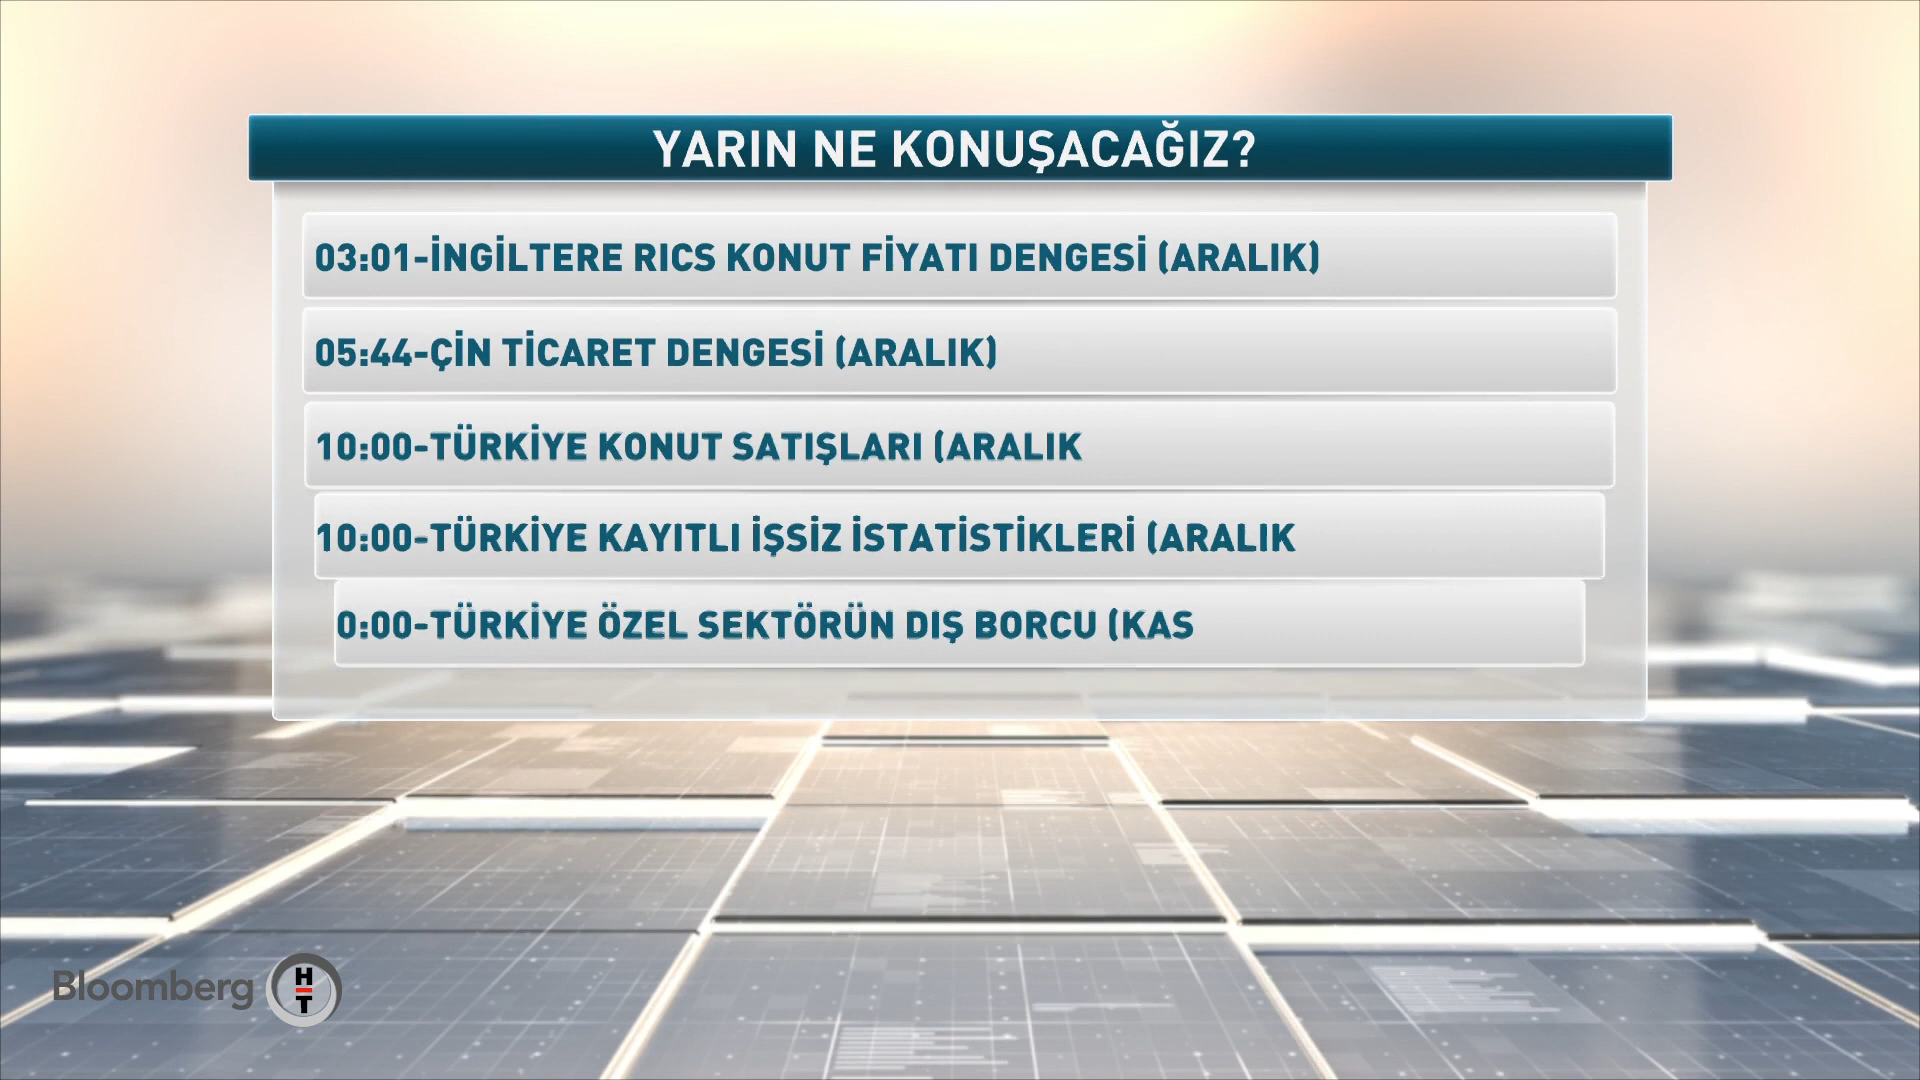 YARIN NE KONUŞACAĞIZ?
03:01-İNGİLTERE RICS KONUT FİYATI DENGESİ (ARALIK)
05:44-ÇİN TİCARET DENGESİ (ARALIK)
10:00-TÜRKİYE KONUT SATIŞLARI (ARALIK
10:00-TÜRKİYE KAYITLI İŞSİZ İSTATİSTİKLERİ (ARALIK
0:00-TÜRKİYE ÖZEL SEKTÖRÜN DIŞ BORCU (KAS
Bloomberg HT